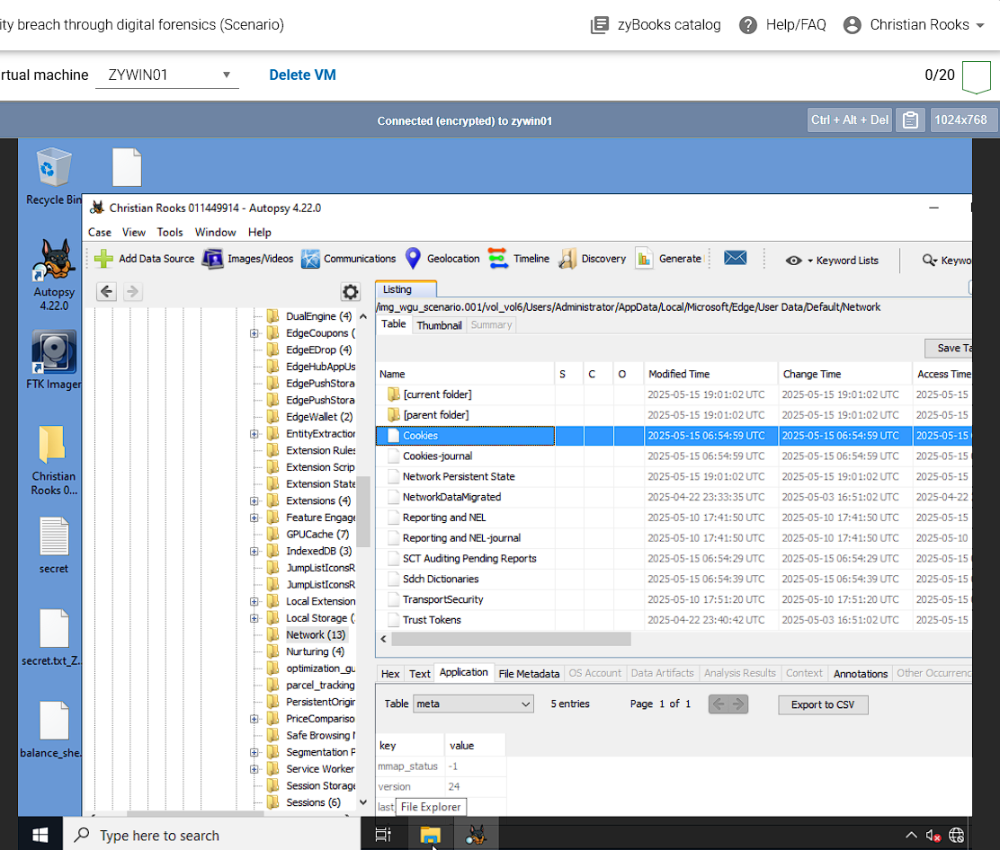 ity breach through digital forensics (Scenario)
zyBooks catalog
Help/FAQ
Christian Rooks
rtual machine
ZYWIN01
Delete VM
0/20
Connected (encrypted) to zywin01
Ctrl + Alt + Del
1024x768
Recycle Bin
Autopsy
4.22.0
FTK Imager
Christian
Rooks 0...
secret
secret.txt_Z...
balance_she...
Christian Rooks 011449914 - Autopsy 4.22.0
Case View Tools Window Help
Add Data Source Images/Videos Communications Geolocation Timeline Discovery Generate Keyword Lists Keywo
DualEngine (4)
EdgeCoupons (
EdgeEDrop (4)
EdgeHubAppUs
EdgePushStora
EdgePushStora
EdgeWallet (2)
EntityExtraction
Extension Rules
Extension Scrip
Extension State
Extensions (4)
Feature Engage
GPUCache (7)
IndexedDB (3)
JumpListIconsR
JumpListIconsR
Local Extension
Local Storage (
Network (13)
Nurturing (4)
optimization_gu
parcel_tracking
PersistentOrigin
PriceCompariso
Safe Browsing N
Segmentation P
Service Worker
Session Storage
Sessions (6)
Listing
/img_wgu_scenario.001/vol_vol6/Users/Administrator/AppData/Local/Microsoft/Edge/User Data/Default/Network
Table Thumbnail Summary
Save Ta
Name S C O Modified Time Change Time Access Time
[current folder] 2025-05-15 19:01:02 UTC 2025-05-15 19:01:02 UTC 2025-05-15
[parent folder] 2025-05-15 19:01:02 UTC 2025-05-15 19:01:02 UTC 2025-05-15
Cookies 2025-05-15 06:54:59 UTC 2025-05-15 06:54:59 UTC 2025-05-15
Cookies-journal 2025-05-15 06:54:59 UTC 2025-05-15 06:54:59 UTC 2025-05-15
Network Persistent State 2025-05-15 19:01:02 UTC 2025-05-15 19:01:02 UTC 2025-05-15
NetworkDataMigrated 2025-04-22 23:33:35 UTC 2025-05-03 16:51:02 UTC 2025-04-22
Reporting and NEL 2025-05-10 17:41:50 UTC 2025-05-10 17:41:50 UTC 2025-05-15
Reporting and NEL-journal 2025-05-10 17:41:50 UTC 2025-05-10 17:41:50 UTC 2025-05-10
SCT Auditing Pending Reports 2025-05-15 06:54:29 UTC 2025-05-15 06:54:29 UTC 2025-05-15
Sdch Dictionaries 2025-05-15 06:54:39 UTC 2025-05-15 06:54:39 UTC 2025-05-15
TransportSecurity 2025-05-10 17:51:20 UTC 2025-05-10 17:51:20 UTC 2025-05-15
Trust Tokens 2025-04-22 23:40:42 UTC 2025-05-03 16:51:02 UTC 2025-05-15
Hex Text Application File Metadata OS Account Data Artifacts Analysis Results Context Annotations Other Occurrenc
Table meta 5 entries Page 1 of 1 Export to CSV
key value
mmap_status -1
version 24
last
File Explorer
Type here to search